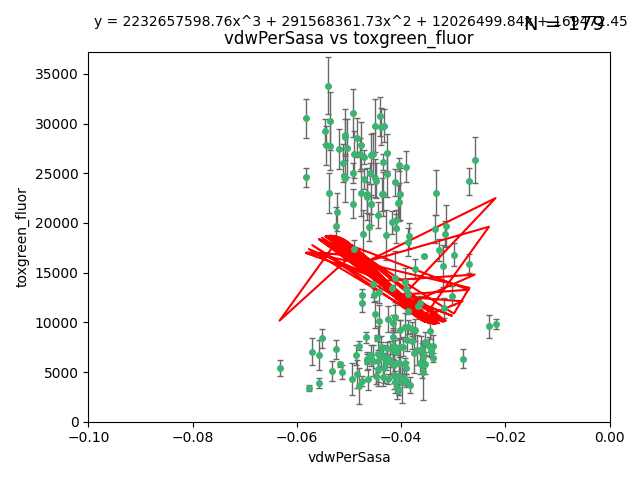 y = 2232657598.76x^3 + 291568361.73x^2 + 12026499.84x + 169472.45
N = 179
vdwPerSasa vs toxgreen_fluor
35000
30000
25000
20000
15000
10000
5000
0
toxgreen_fluor
−0.10 −0.08 −0.06 −0.04 −0.02 0.00
vdwPerSasa